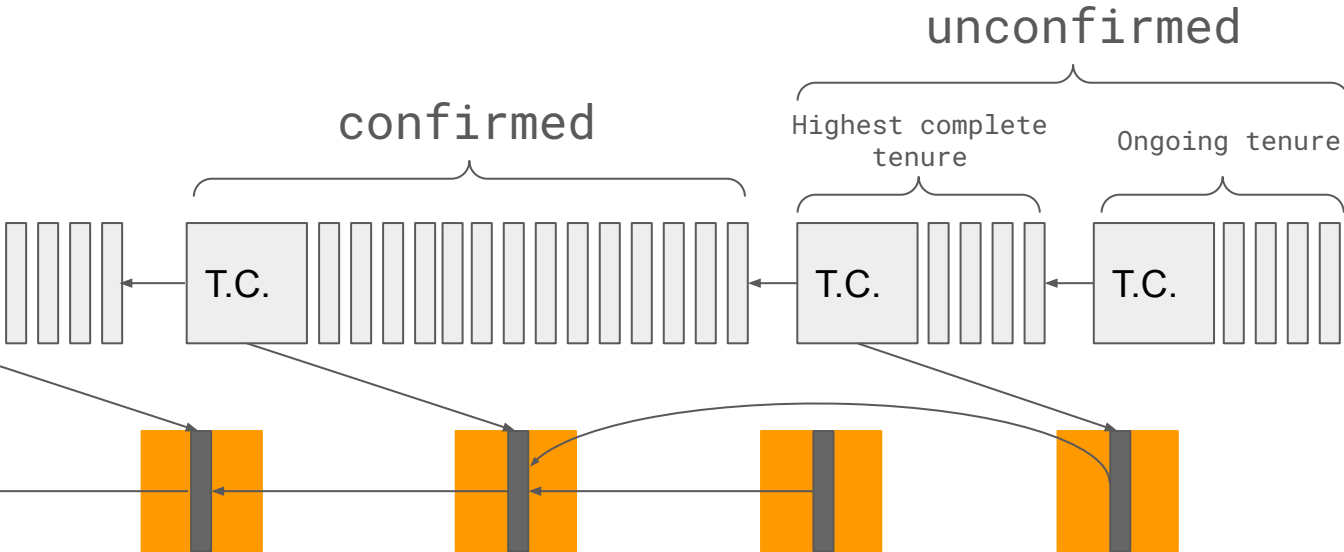 unconfirmed
confirmed
Highest complete
tenure
Ongoing tenure
T.C.
T.C.
T.C.